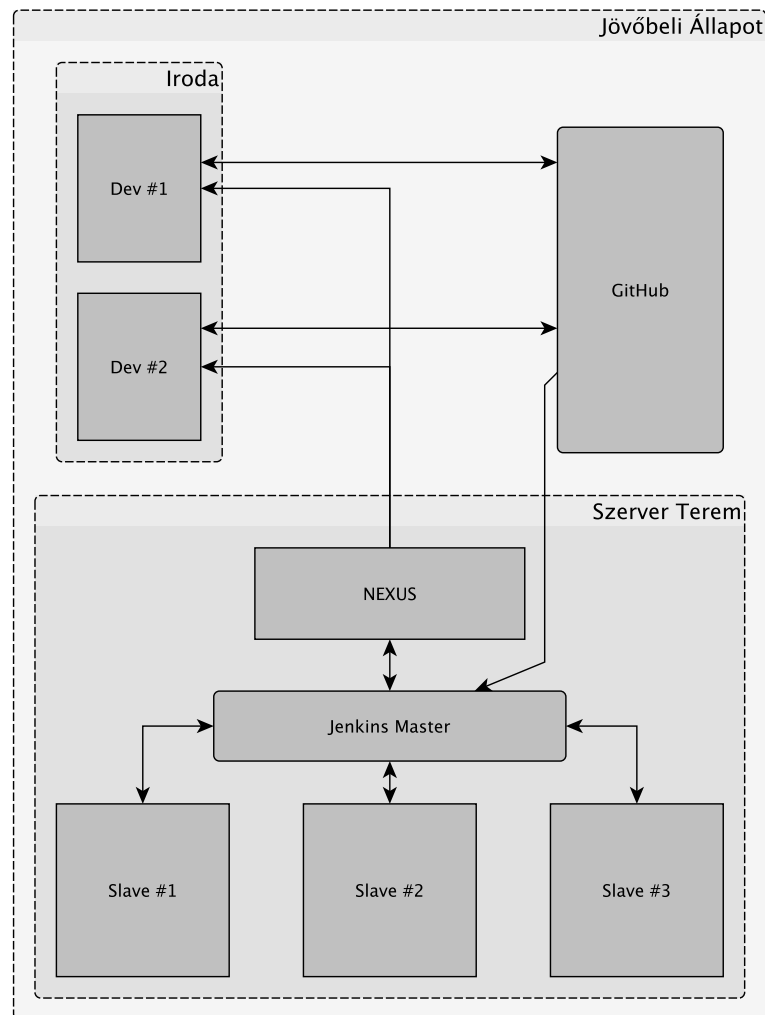 Jövőbeli Állapot
Iroda
Dev #1
GitHub
Dev #2
Szerver Terem
NEXUS
Jenkins Master
Slave #1
Slave #2
Slave #3